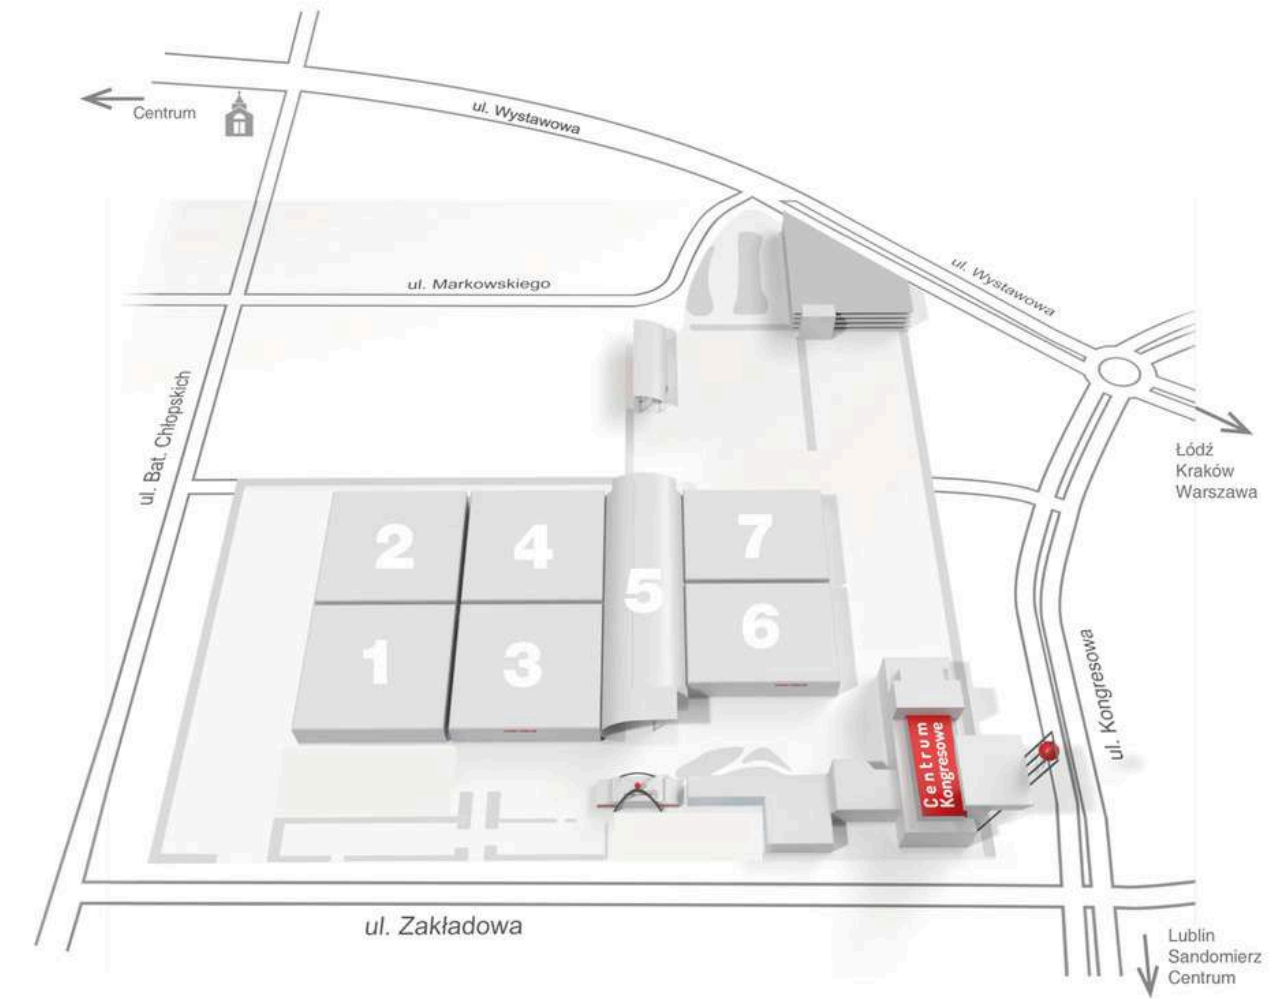 ul. Wystawowa
Centrum
ul. Wystawowa
ul. Markowskiego
ul. Bat. Chłopskich
Łódź
Kraków
Warszawa
2
4
7
5
1
3
6
ul. Kongresowa
Centrum
Kongresowe
ul. Zakładowa
Lublin
Sandomierz
Centrum